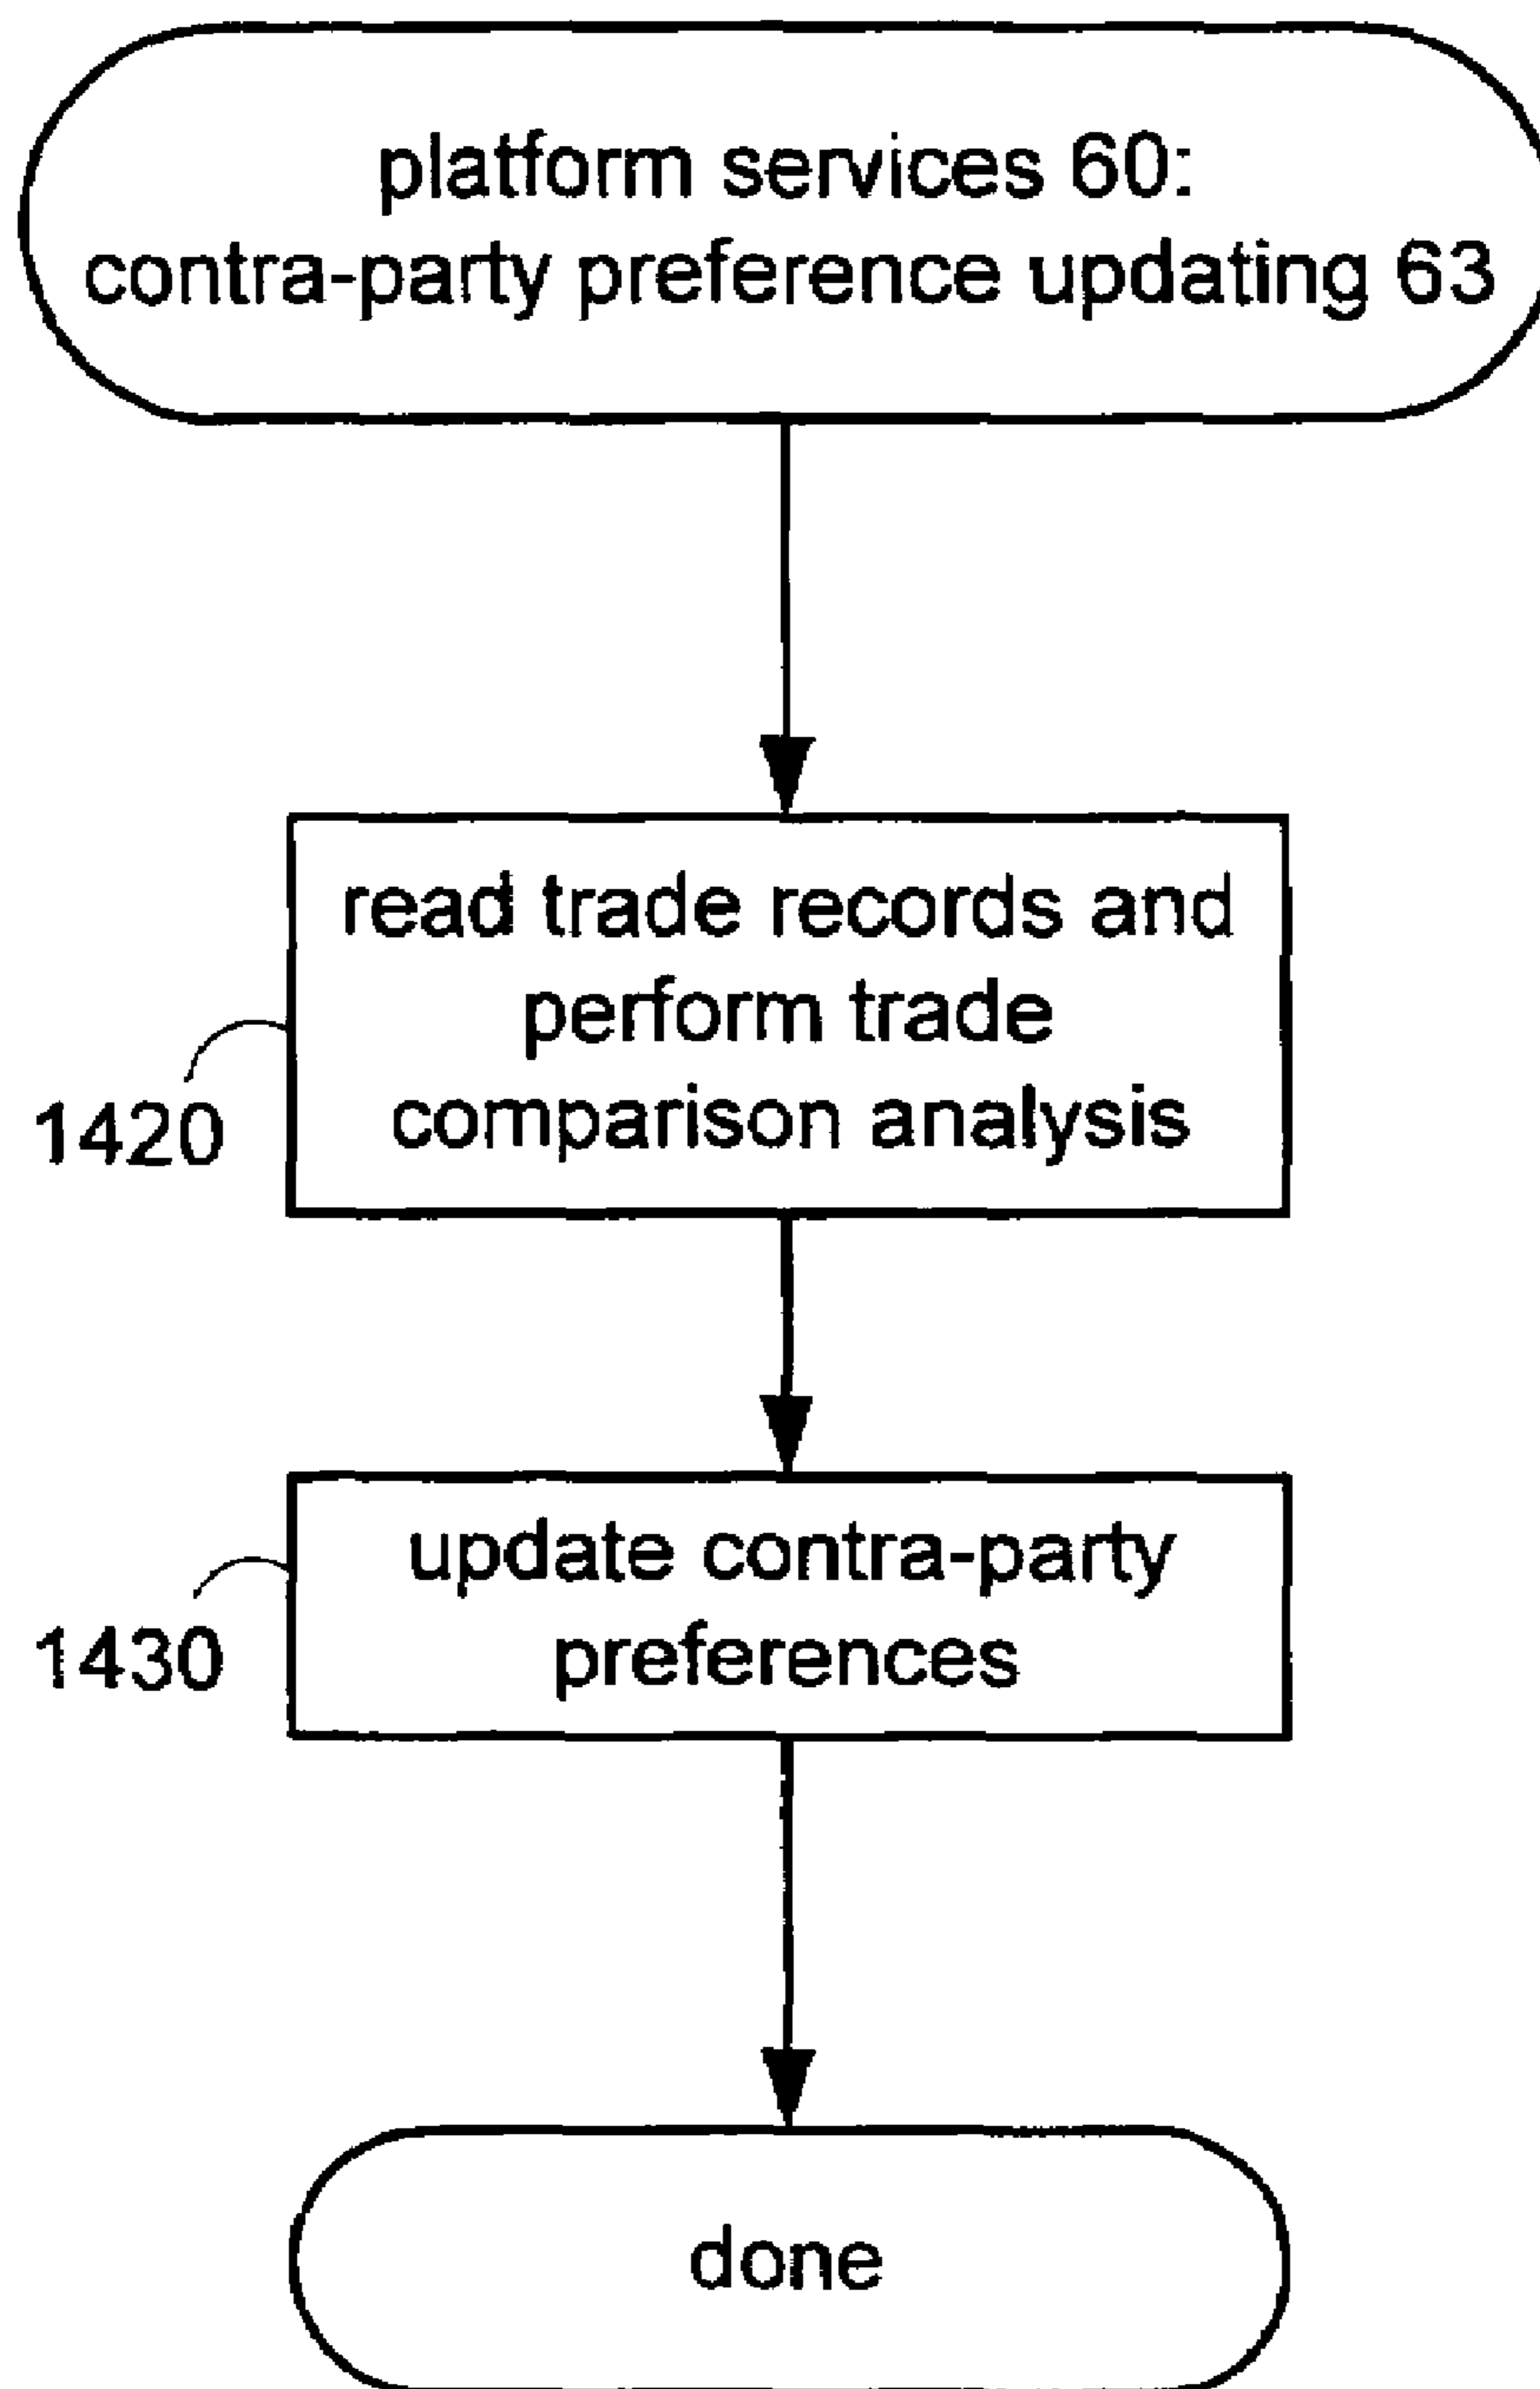 platform services 60:
contra-party preference updating 63
read trade records and
perform trade
comparison analysis
1420
update contra-party
preferences
1430
done